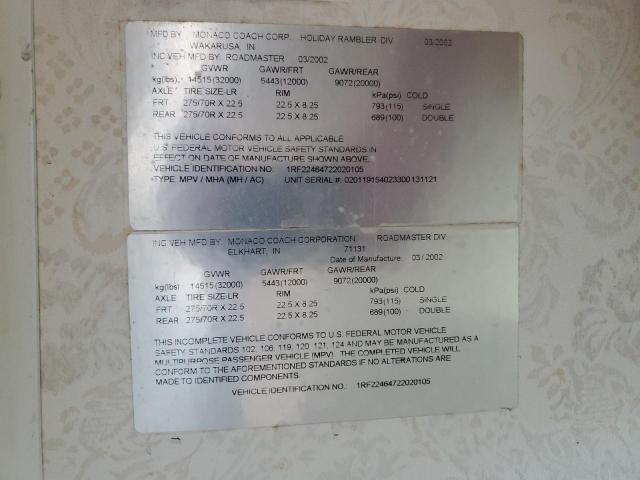 MFD BY MONACO COACH CORP. HOLIDAY RAMBLER DIV 03/2002
WAKARUSA, IN
INC VEH MFG BY ROADMASTER 03/2002
GVWR GAWR/FRT GAWR/REAR
kg(lbs) 14515(32000) 5443(12000) 9072(20000)
AXLE TIRE SIZE-LR RIM kPa(psi) COLD
FRT 275/70R X 22.5 22.5 X 8.25 793(115) SINGLE
REAR 275/70R X 22.5 22.5 X 8.25 689(100) DOUBLE
THIS VEHICLE CONFORMS TO ALL APPLICABLE
U.S. FEDERAL MOTOR VEHICLE SAFETY STANDARDS IN
EFFECT ON DATE OF MANUFACTURE SHOWN ABOVE.
VEHICLE IDENTIFICATION NO. 1RF22464722020105
TYPE: MPV / MHA (MH / AC) UNIT SERIAL #: 020119154023300131121
INC VEH MFD BY MONACO COACH CORPORATION ROADMASTER DIV
ELKHART, IN 71131
Date of Manufacture: 03/2002
GVWR GAWR/FRT GAWR/REAR
kg(lbs) 14515(32000) 5443(12000) 9072(20000)
AXLE TIRE SIZE-LR RIM kPa(psi) COLD
FRT 275/70R X 22.5 22.5 X 8.25 793(115) SINGLE
REAR 275/70R X 22.5 22.5 X 8.25 689(100) DOUBLE
THIS INCOMPLETE VEHICLE CONFORMS TO U.S. FEDERAL MOTOR VEHICLE
SAFETY STANDARDS 102, 106, 119, 120, 121, 124 AND MAY BE MANUFACTURED AS A
MULTIPURPOSE PASSENGER VEHICLE (MPV). THE COMPLETED VEHICLE WILL
CONFORM TO THE AFOREMENTIONED STANDARDS IF NO ALTERATIONS ARE
MADE TO IDENTIFIED COMPONENTS.
VEHICLE IDENTIFICATION NO.: 1RF22464722020105